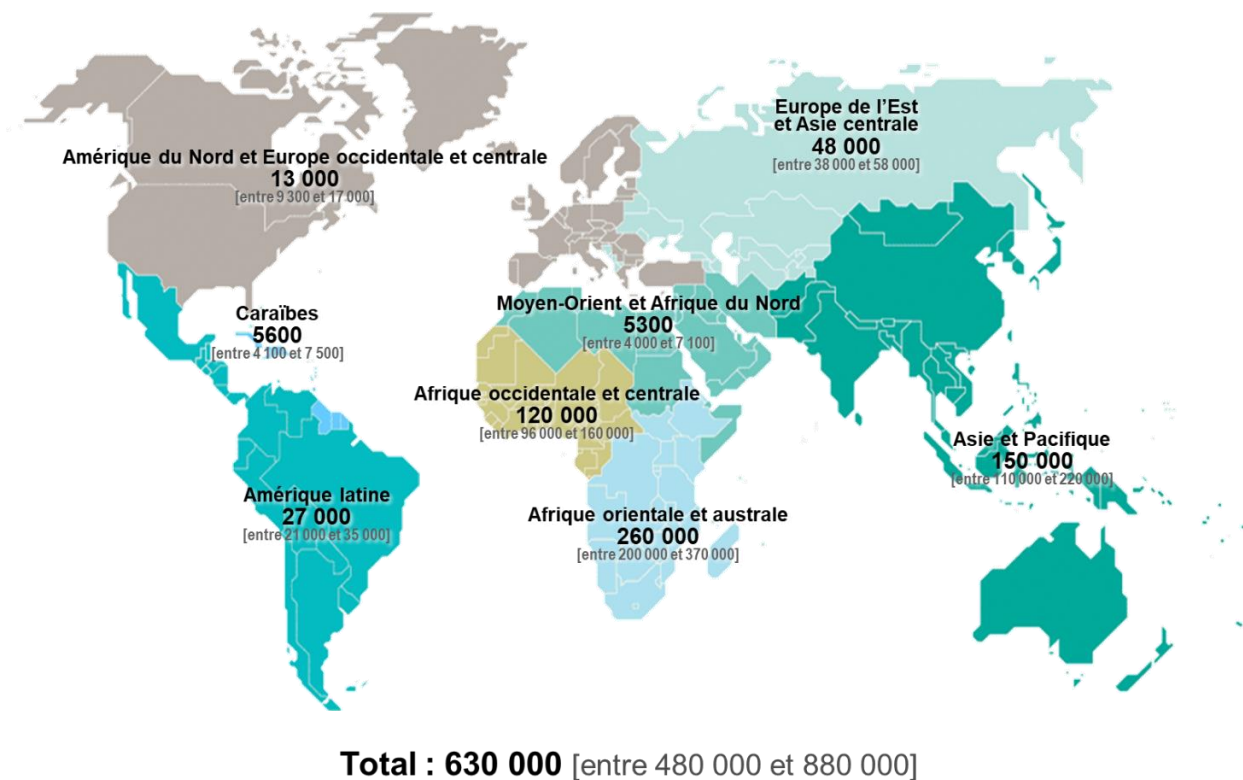 Europe de l'Est
et Asie centrale
48 000
[entre 38 000 et 58 000]
Amérique du Nord et Europe occidentale et centrale
13 000
[entre 9 300 et 17 000]
Moyen-Orient et Afrique du Nord
5300
[entre 4 000 et 7 100]
Caraïbes
5600
[entre 4 100 et 7 500]
Afrique occidentale et centrale
120 000
[entre 96 000 et 160 000]
Asie et Pacifique
150 000
[entre 110 000 et 220 000]
Amérique latine
27 000
[entre 21 000 et 35 000]
Afrique orientale et australe
260 000
[entre 200 000 et 370 000]
Total : 630 000 [entre 480 000 et 880 000]